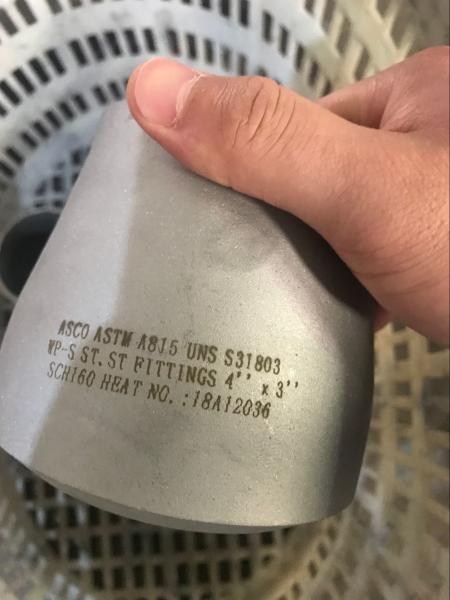 ASCO ASTM A815 UNS S31803
WP-S ST.ST FITTINGS 4'' x 3''
SCH160 HEAT NO.:18A12036